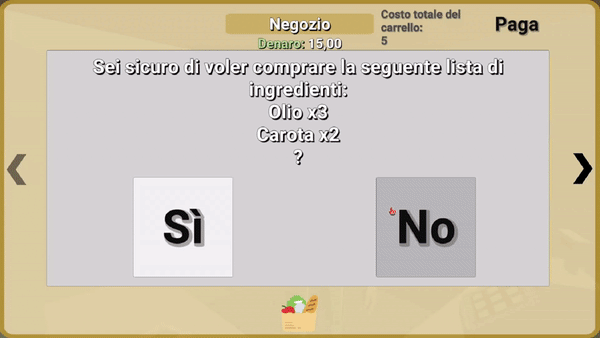 Negozio
Costo totale del
carrello:
5
Paga
Denaro: 15,00
Sei sicuro di voler comprare la seguente lista di
ingredienti:
Olio x3
Carota x2
?
Sì
No